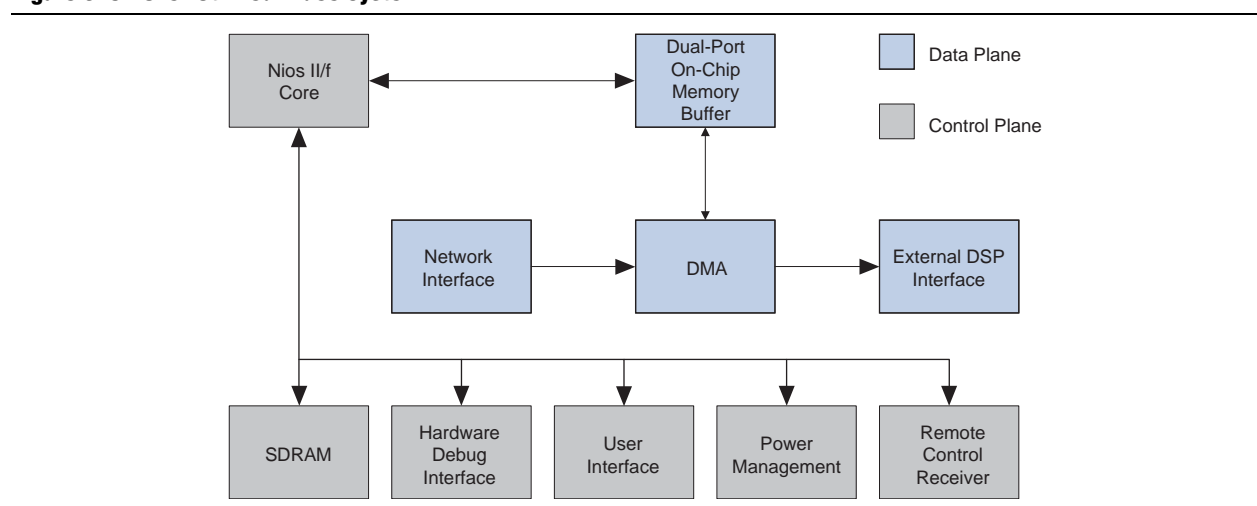 Nios II/f
Core
Dual-Port
On-Chip
Memory
Buffer
Data Plane
Control Plane
Network
Interface
DMA
External DSP
Interface
SDRAM
Hardware
Debug
Interface
User
Interface
Power
Management
Remote
Control
Receiver